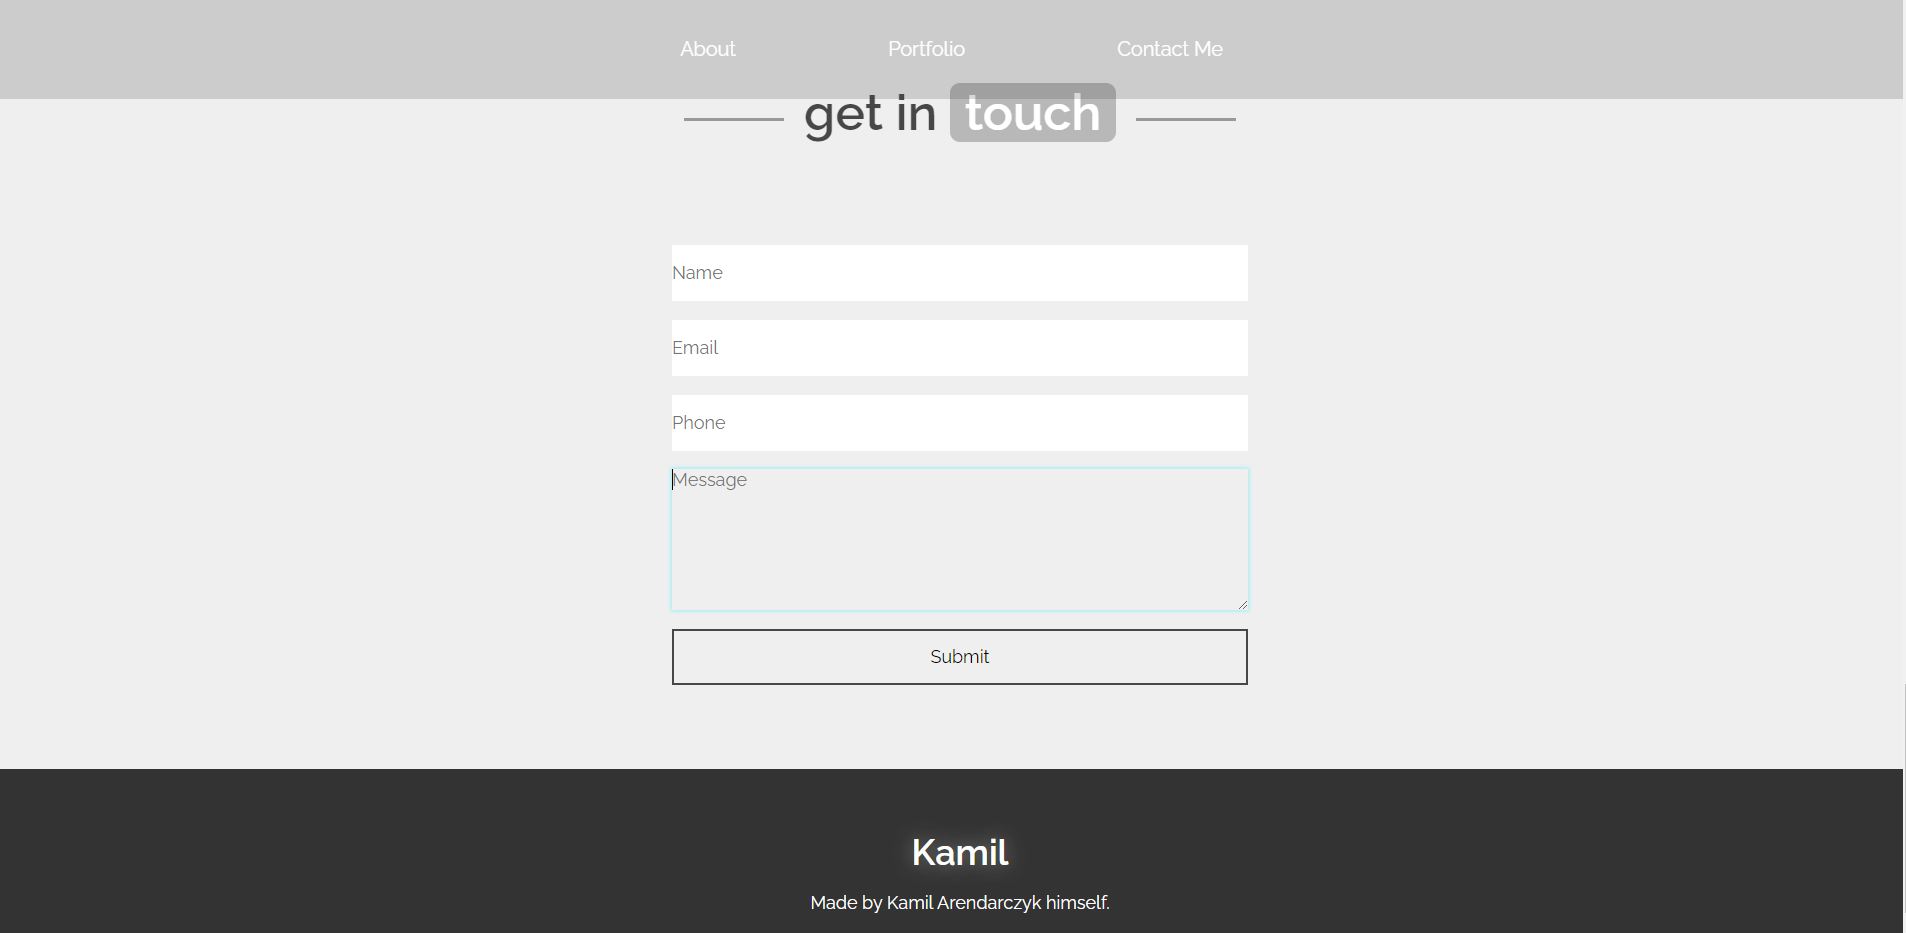 About Portfolio Contact Me
get in touch
Name
Email
Phone
Message
Submit
Kamil
Made by Kamil Arendarczyk himself.